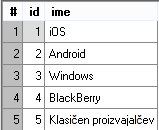 # id ime
1 1 iOS
2 2 Android
3 3 Windows
4 4 BlackBerry
5 5 Klasičen proizvajalčev